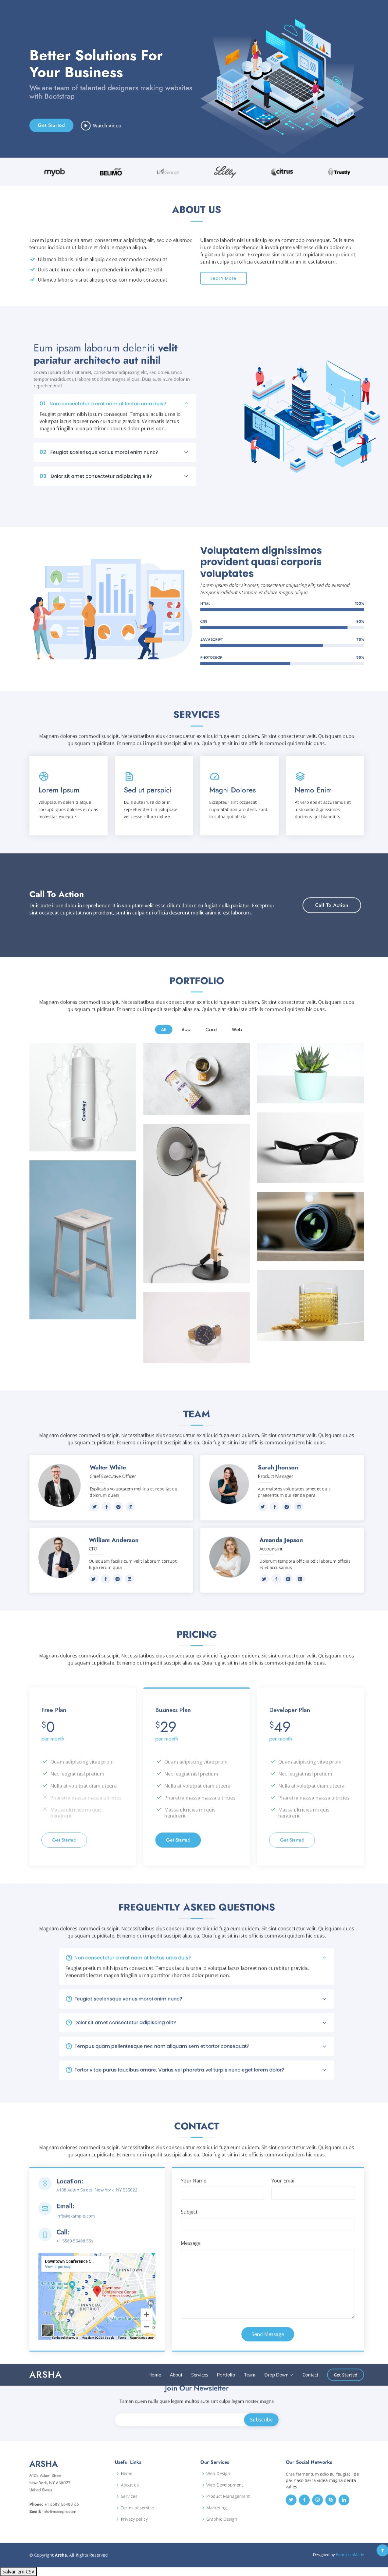 Better Solutions For
Your Business
We are team of talented designers making websites
with Bootstrap
Get Started
Watch Video
myob
BELIMO
LifeGroups
Lilly
citrus
Trustly
ABOUT US
Lorem ipsum dolor sit amet, consectetur adipiscing elit, sed do eiusmod
tempor incididunt ut labore et dolore magna aliqua.
Ullamco laboris nisi ut aliquip ex ea commodo consequat
Duis aute irure dolor in reprehenderit in voluptate velit
Ullamco laboris nisi ut aliquip ex ea commodo consequat
Ullamco laboris nisi ut aliquip ex ea commodo consequat. Duis aute
irure dolor in reprehenderit in voluptate velit esse cillum dolore eu
fugiat nulla pariatur. Excepteur sint occaecat cupidatat non proident,
sunt in culpa qui officia deserunt mollit anim id est laborum.
Learn More
Eum ipsam laborum deleniti velit
pariatur architecto aut nihil
Lorem ipsum dolor sit amet, consectetur adipiscing elit, sed do eiusmod
tempor incididunt ut labore et dolore magna aliqua. Duis aute irure dolor in
reprehenderit
01 Non consectetur a erat nam at lectus urna duis?
Feugiat pretium nibh ipsum consequat. Tempus iaculis urna id
volutpat lacus laoreet non curabitur gravida. Venenatis lectus
magna fringilla urna porttitor rhoncus dolor purus non.
02 Feugiat scelerisque varius morbi enim nunc?
03 Dolor sit amet consectetur adipiscing elit?
Voluptatem dignissimos
provident quasi corporis
voluptates
Lorem ipsum dolor sit amet, consectetur adipiscing elit, sed do eiusmod
tempor incididunt ut labore et dolore magna aliqua.
HTML 100%
CSS 90%
JAVASCRIPT 75%
PHOTOSHOP 55%
SERVICES
Magnam dolores commodi suscipit. Necessitatibus eius consequatur ex aliquid fuga eum quidem. Sit sint consectetur velit. Quisquam quos
quisquam cupiditate. Et nemo qui impedit suscipit alias ea. Quia fugiat sit in iste officiis commodi quidem hic quas.
Lorem Ipsum
Voluptatum deleniti atque
corrupti quos dolores et quas
molestias excepturi
Sed ut perspici
Duis aute irure dolor in
reprehenderit in voluptate
velit esse cillum dolore
Magni Dolores
Excepteur sint occaecat
cupidatat non proident, sunt
in culpa qui officia
Nemo Enim
At vero eos et accusamus et
iusto odio dignissimos
ducimus qui blanditiis
Call To Action
Duis aute irure dolor in reprehenderit in voluptate velit esse cillum dolore eu fugiat nulla pariatur. Excepteur
sint occaecat cupidatat non proident, sunt in culpa qui officia deserunt mollit anim id est laborum.
Call To Action
PORTFOLIO
Magnam dolores commodi suscipit. Necessitatibus eius consequatur ex aliquid fuga eum quidem. Sit sint consectetur velit. Quisquam quos
quisquam cupiditate. Et nemo qui impedit suscipit alias ea. Quia fugiat sit in iste officiis commodi quidem hic quas.
All App Card Web
Curology
TEAM
Magnam dolores commodi suscipit. Necessitatibus eius consequatur ex aliquid fuga eum quidem. Sit sint consectetur velit. Quisquam quos
quisquam cupiditate. Et nemo qui impedit suscipit alias ea. Quia fugiat sit in iste officiis commodi quidem hic quas.
Walter White
Chief Executive Officer
Explicabo voluptatem mollitia et repellat qui
dolorum quasi
Sarah Jhonson
Product Manager
Aut maiores voluptates amet et quis
praesentium qui senda para
William Anderson
CTO
Quisquam facilis cum velit laborum corrupti
fuga rerum quia
Amanda Jepson
Accountant
Dolorum tempora officiis odit laborum officiis
et et accusamus
PRICING
Magnam dolores commodi suscipit. Necessitatibus eius consequatur ex aliquid fuga eum quidem. Sit sint consectetur velit. Quisquam quos
quisquam cupiditate. Et nemo qui impedit suscipit alias ea. Quia fugiat sit in iste officiis commodi quidem hic quas.
Free Plan
$0
per month
Quam adipiscing vitae proin
Nec feugiat nisl pretium
Nulla at volutpat diam uteera
Pharetra massa massa ultricies
Massa ultricies mi quis
hendrerit
Get Started
Business Plan
$29
per month
Quam adipiscing vitae proin
Nec feugiat nisl pretium
Nulla at volutpat diam uteera
Pharetra massa massa ultricies
Massa ultricies mi quis
hendrerit
Get Started
Developer Plan
$49
per month
Quam adipiscing vitae proin
Nec feugiat nisl pretium
Nulla at volutpat diam uteera
Pharetra massa massa ultricies
Massa ultricies mi quis
hendrerit
Get Started
FREQUENTLY ASKED QUESTIONS
Magnam dolores commodi suscipit. Necessitatibus eius consequatur ex aliquid fuga eum quidem. Sit sint consectetur velit. Quisquam quos
quisquam cupiditate. Et nemo qui impedit suscipit alias ea. Quia fugiat sit in iste officiis commodi quidem hic quas.
Non consectetur a erat nam at lectus urna duis?
Feugiat pretium nibh ipsum consequat. Tempus iaculis urna id volutpat lacus laoreet non curabitur gravida.
Venenatis lectus magna fringilla urna porttitor rhoncus dolor purus non.
Feugiat scelerisque varius morbi enim nunc?
Dolor sit amet consectetur adipiscing elit?
Tempus quam pellentesque nec nam aliquam sem et tortor consequat?
Tortor vitae purus faucibus ornare. Varius vel pharetra vel turpis nunc eget lorem dolor?
CONTACT
Magnam dolores commodi suscipit. Necessitatibus eius consequatur ex aliquid fuga eum quidem. Sit sint consectetur velit. Quisquam quos
quisquam cupiditate. Et nemo qui impedit suscipit alias ea. Quia fugiat sit in iste officiis commodi quidem hic quas.
Location:
A108 Adam Street, New York, NY 535022
Email:
info@example.com
Call:
+1 5589 55488 55s
Downtown Conference C...
View larger map
Downtown
Conference Center
FINANCIAL
DISTRICT
Your Name
Your Email
Subject
Message
Send Message
ARSHA
Home About Services Portfolio Team Drop Down Contact Get Started
Join Our Newsletter
Tamen quem nulla quae legam multos aute sint culpa legam noster magna
Subscribe
ARSHA
A108 Adam Street
New York, NY 535022
United States
Phone: +1 5589 55488 55
Email: info@example.com
Useful Links
Home
About us
Services
Terms of service
Privacy policy
Our Services
Web Design
Web Development
Product Management
Marketing
Graphic Design
Our Social Networks
Cras fermentum odio eu feugiat lide
par naso tierra videa magna derita
valies
© Copyright Arsha. All Rights Reserved
Designed by BootstrapMade
Salvar em CSV